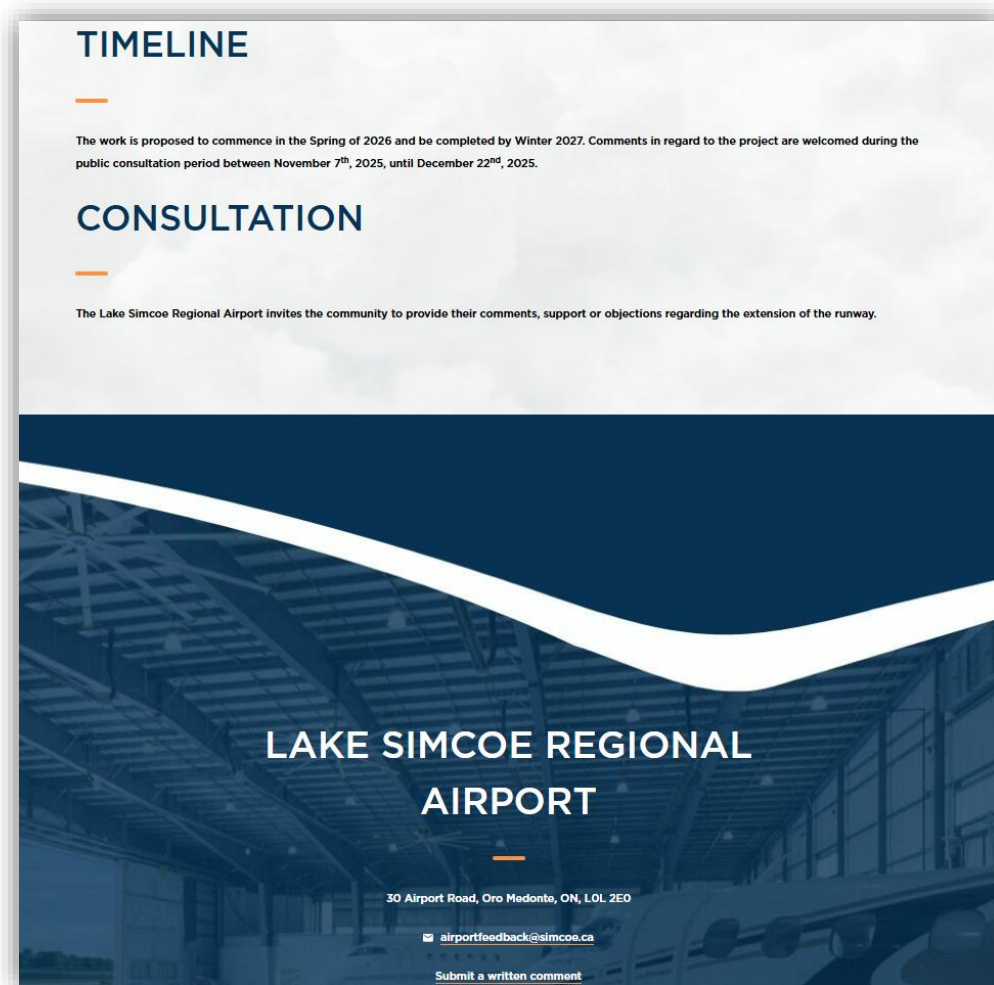 TIMELINE
The work is proposed to commence in the Spring of 2026 and be completed by Winter 2027. Comments in regard to the project are welcomed during the
public consultation period between November 7th, 2025, until December 22nd, 2025.
CONSULTATION
The Lake Simcoe Regional Airport invites the community to provide their comments, support or objections regarding the extension of the runway.
LAKE SIMCOE REGIONAL
AIRPORT
30 Airport Road, Oro Medonte, ON, L0L 2E0
airportfeedback@simcoe.ca
Submit a written comment